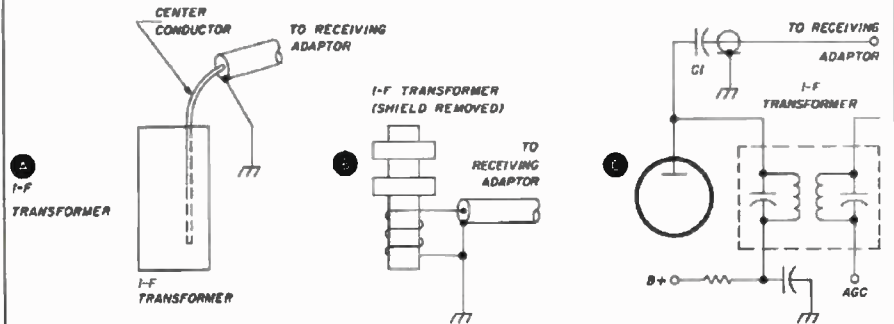 CENTER
CONDUCTOR
TO RECEIVING
ADAPTOR
A
I-F
TRANSFORMER
I-F
TRANSFORMER
I-F TRANSFORMER
(SHIELD REMOVED)
B
TO
RECEIVING
ADAPTOR
C
C1
TO RECEIVING
ADAPTOR
I-F
TRANSFORMER
B+
AGC